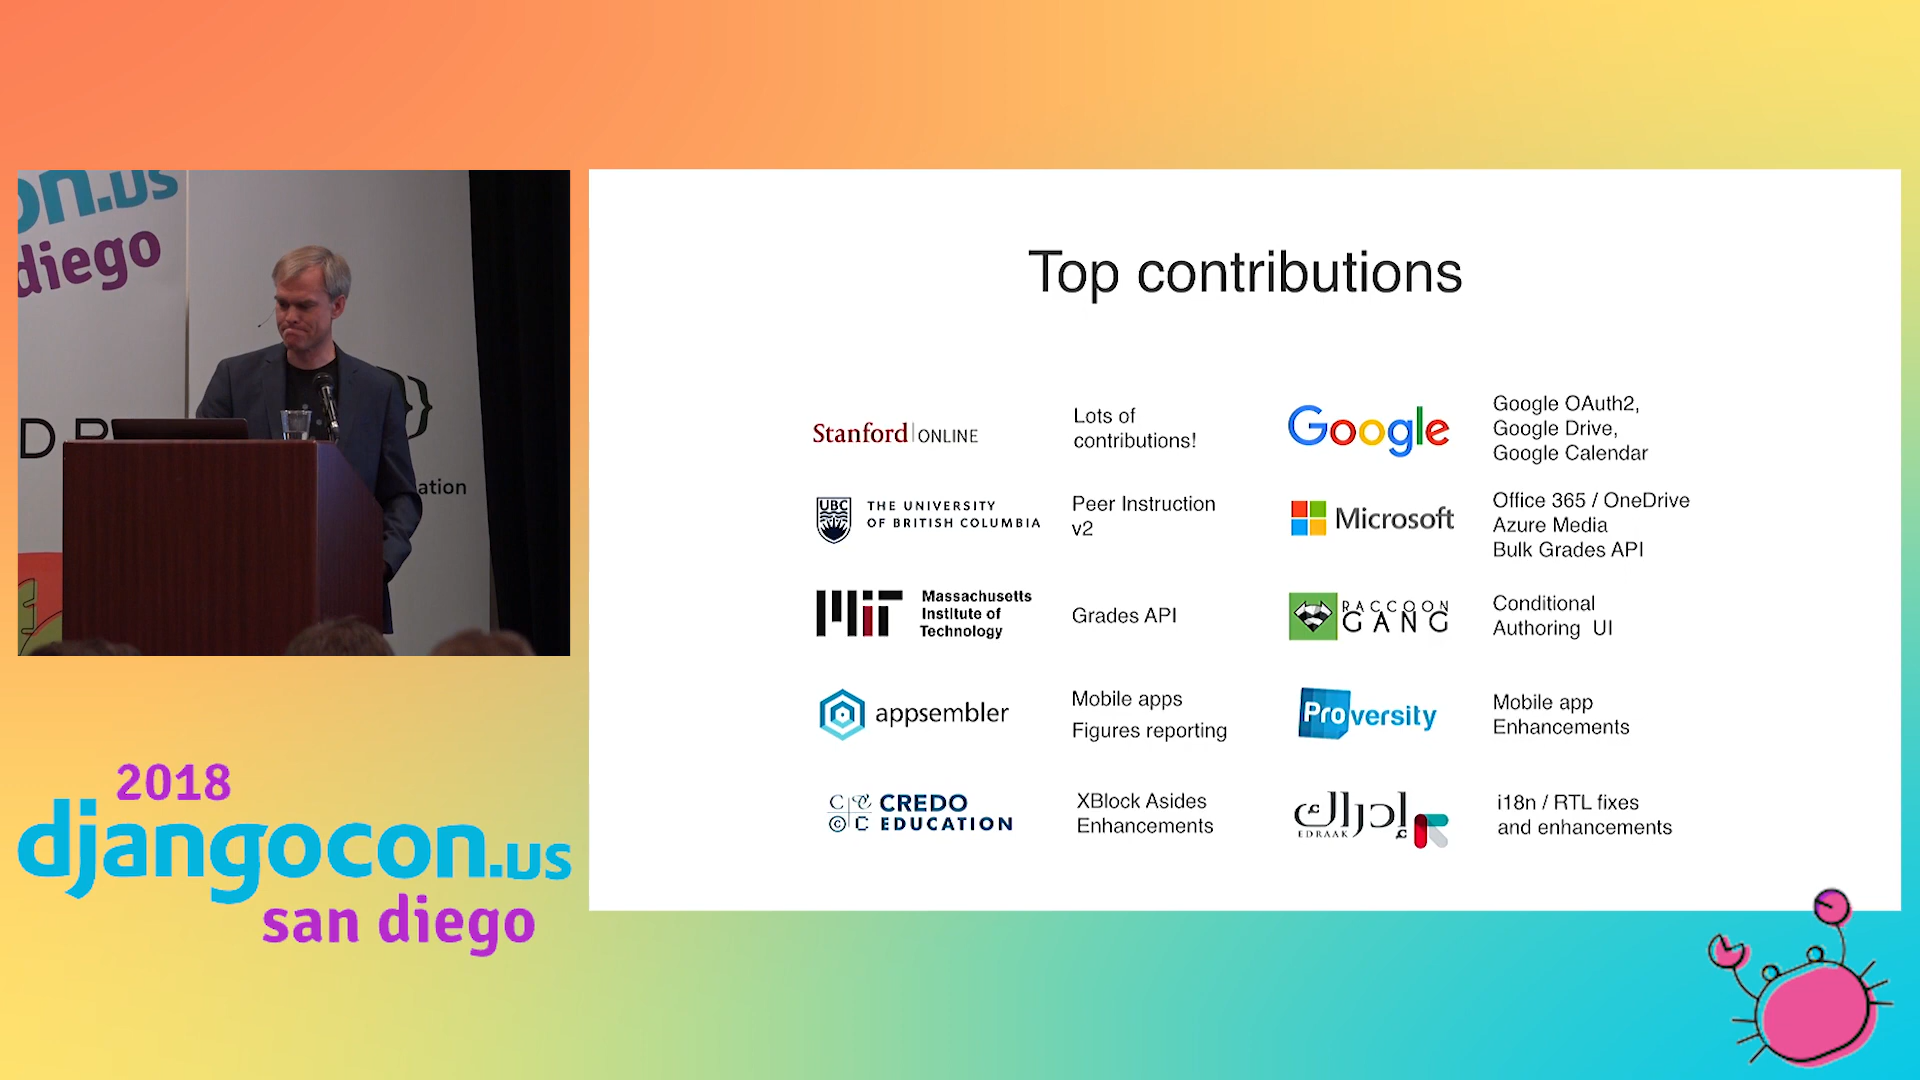 on.us
diego
D B
ation
Top contributions
Stanford | ONLINE
Lots of
contributions!
Google
Google OAuth2,
Google Drive,
Google Calendar
UBC
THE UNIVERSITY
OF BRITISH COLUMBIA
Peer Instruction
v2
Microsoft
Office 365 / OneDrive
Azure Media
Bulk Grades API
MIT
Massachusetts
Institute of
Technology
Grades API
RACCOON
GANG
Conditional
Authoring UI
appsembler
Mobile apps
Figures reporting
Proversity
Mobile app
Enhancements
CREDO
EDUCATION
XBlock Asides
Enhancements
إدراك
EDRAAK
i18n / RTL fixes
and enhancements
2018
djangocon.us
san diego